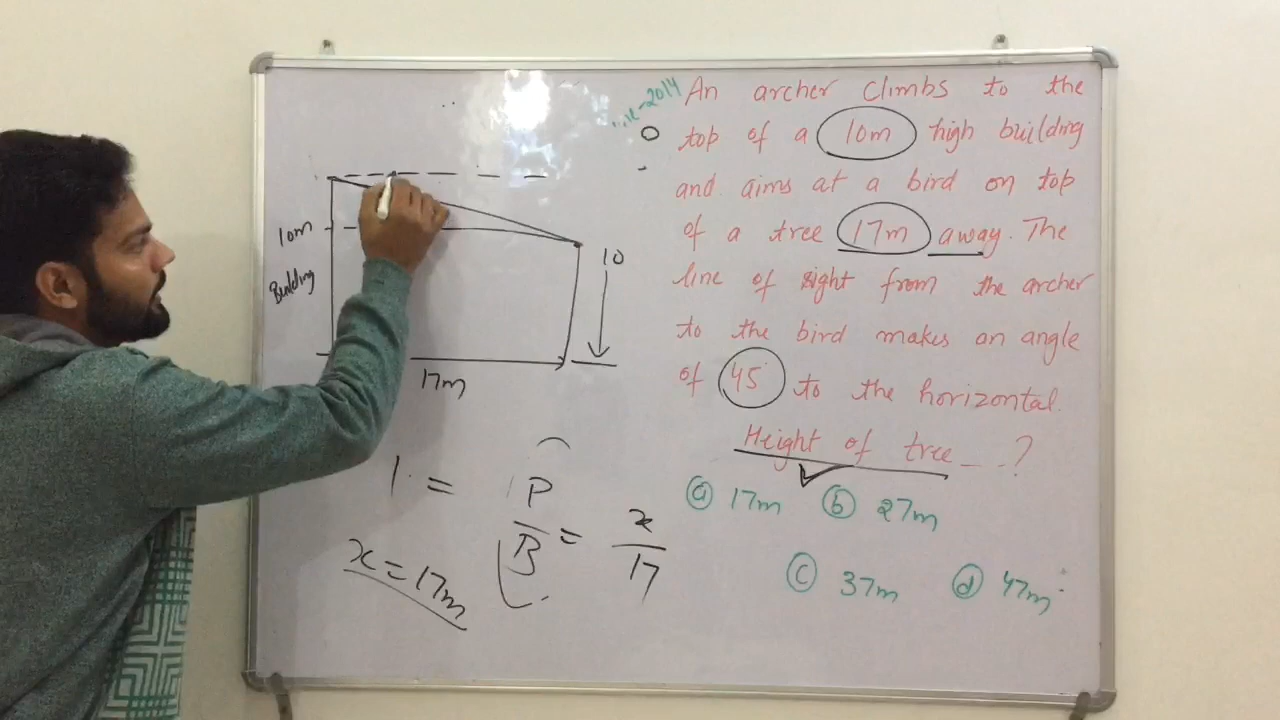 An archer climbs to the
top of a 10m high building
and aims at a bird on top
of a tree 17m away. The
line of sight from the archer
to the bird makes an angle
of 45° to the horizontal.
Height of tree - - - ?
ⓐ 17m ⓑ 27m
ⓒ 37m ⓓ 47m
10m
Building
10
17m
1 = P/B = x/17
x = 17m